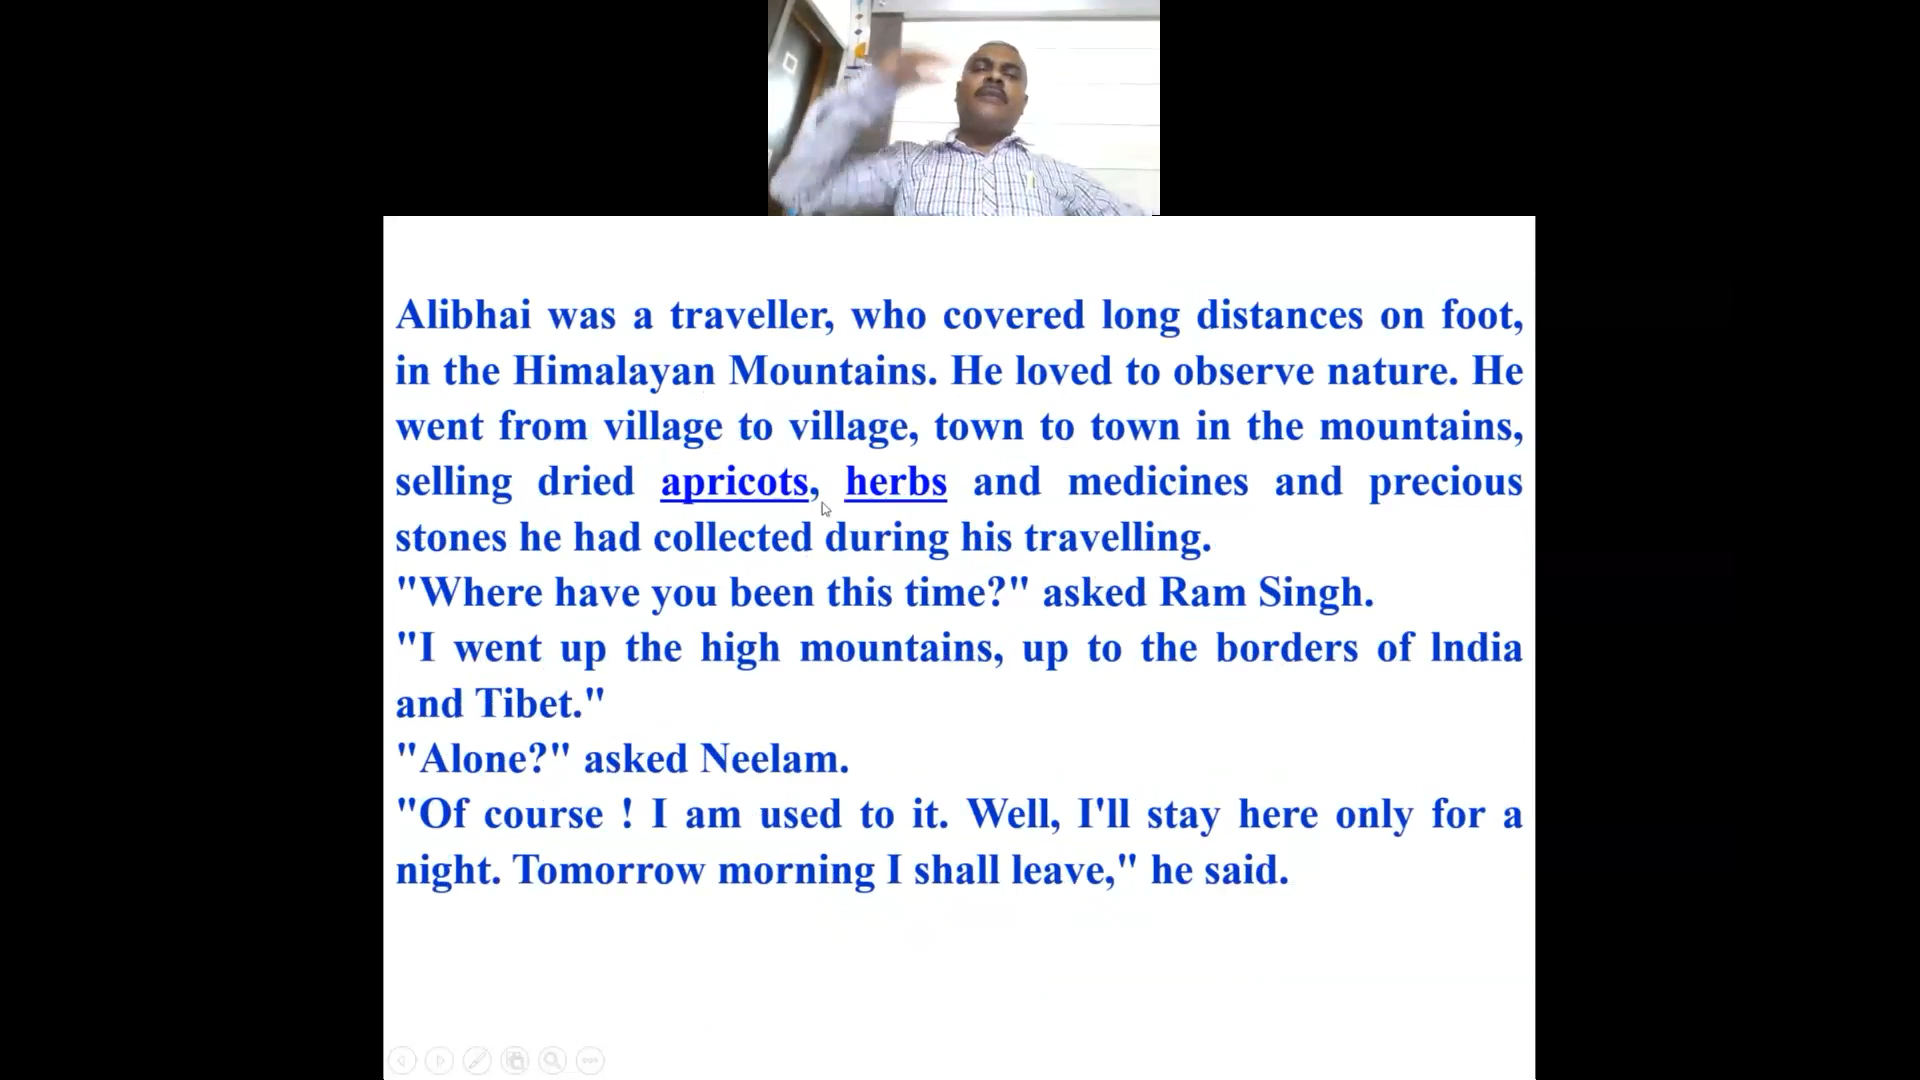 Alibhai was a traveller, who covered long distances on foot,
in the Himalayan Mountains. He loved to observe nature. He
went from village to village, town to town in the mountains,
selling dried apricots, herbs and medicines and precious
stones he had collected during his travelling.
"Where have you been this time?" asked Ram Singh.
"I went up the high mountains, up to the borders of lndia
and Tibet."
"Alone?" asked Neelam.
"Of course ! I am used to it. Well, I'll stay here only for a
night. Tomorrow morning I shall leave," he said.